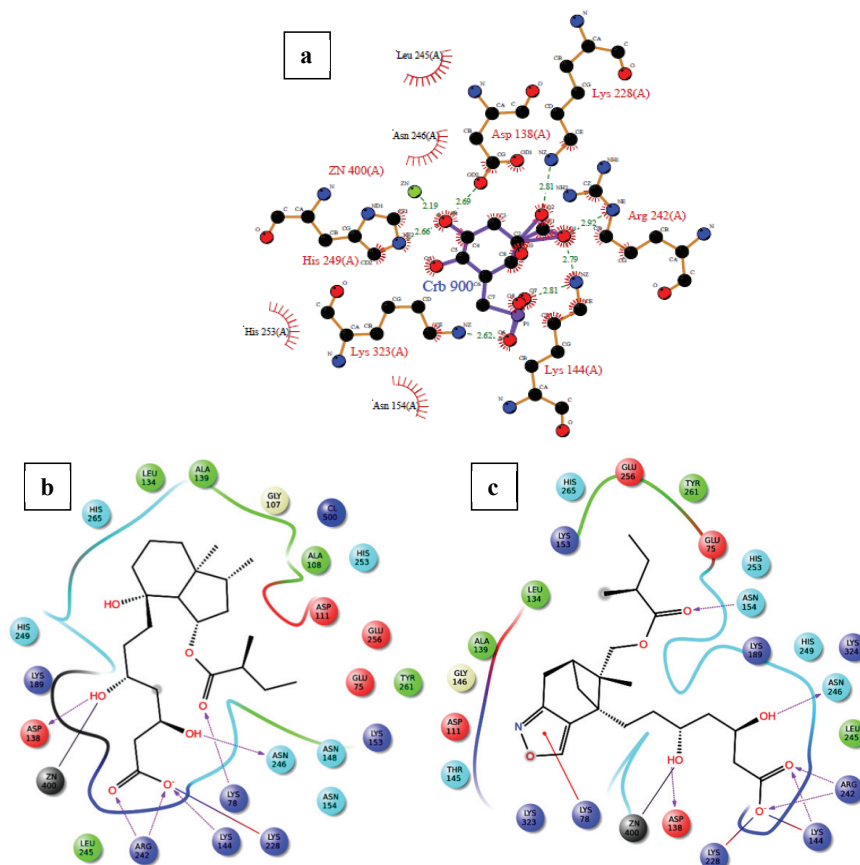 a
Leu 245(A)
Lys 228(A)
Asn 246(A)
Asp 138(A)
ZN 400(A)
ZN
2.19
2.69
2.81
2.92
Arg 242(A)
2.66
His 249(A)
Crb 900
2.79
2.81
His 253(A)
Lys 323(A)
2.62
Lys 144(A)
Asn 154(A)
b
LEU 134
ALA 139
GLY 107
CL 500
HIS 265
ALA 108
HIS 253
HO
ASP 111
HIS 249
GLU 256
LYS 189
GLU 75
TYR 261
HO
O
O
ASP 138
OH
LYS 153
ZN 400
ASN 246
ASN 148
O
O-
LYS 78
ASN 154
LEU 245
ARG 242
LYS 144
LYS 228
c
GLU 256
TYR 261
HIS 265
LYS 153
GLU 75
HIS 253
LEU 134
O
ASN 154
ALA 139
O
LYS 189
HIS 249
LYS 324
GLY 146
ASN 246
ASP 111
N
O
OH
LEU 245
THR 145
OH
O
ARG 242
LYS 323
LYS 78
ZN 400
ASP 138
O
LYS 228
LYS 144